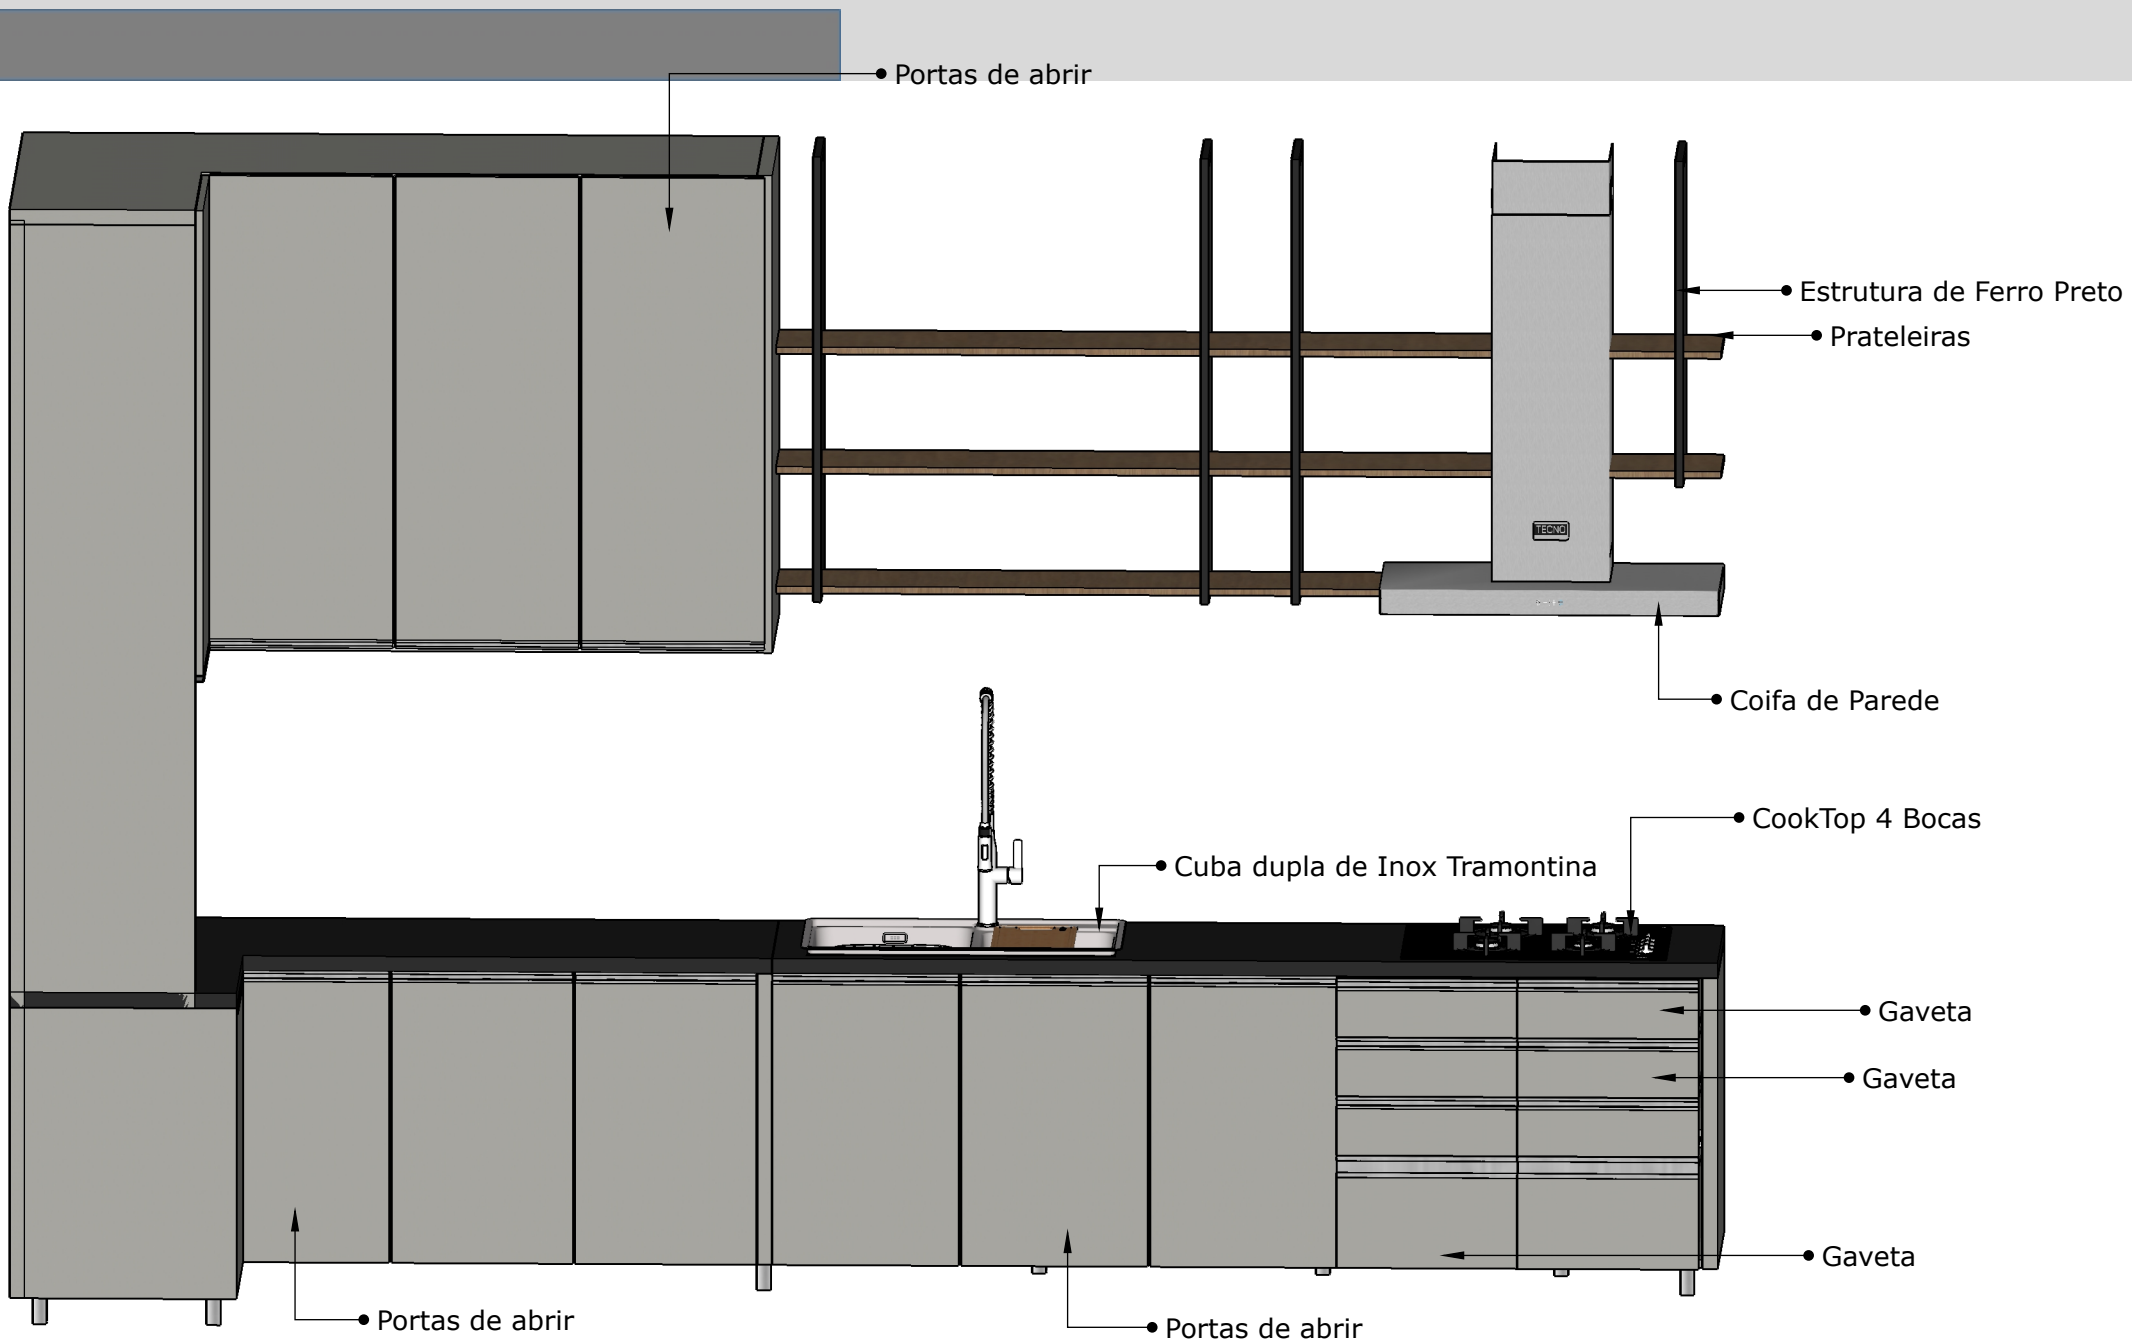 Portas de abrir
Estrutura de Ferro Preto
Prateleiras
TECNO
Coifa de Parede
CookTop 4 Bocas
Cuba dupla de Inox Tramontina
Gaveta
Gaveta
Gaveta
Portas de abrir
Portas de abrir